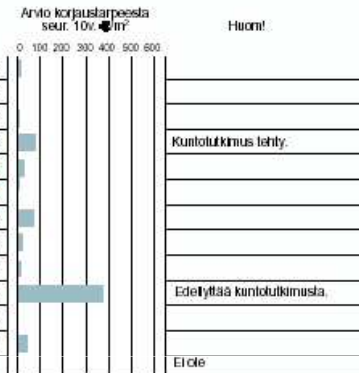 Arvio korjaustarpeesta
seur. 10v. €/m²
Huom!
0 100 200 300 400 500 600
Kuntotutkimus tehty.
Edellyttää kuntotutkimusta.
Ei ole